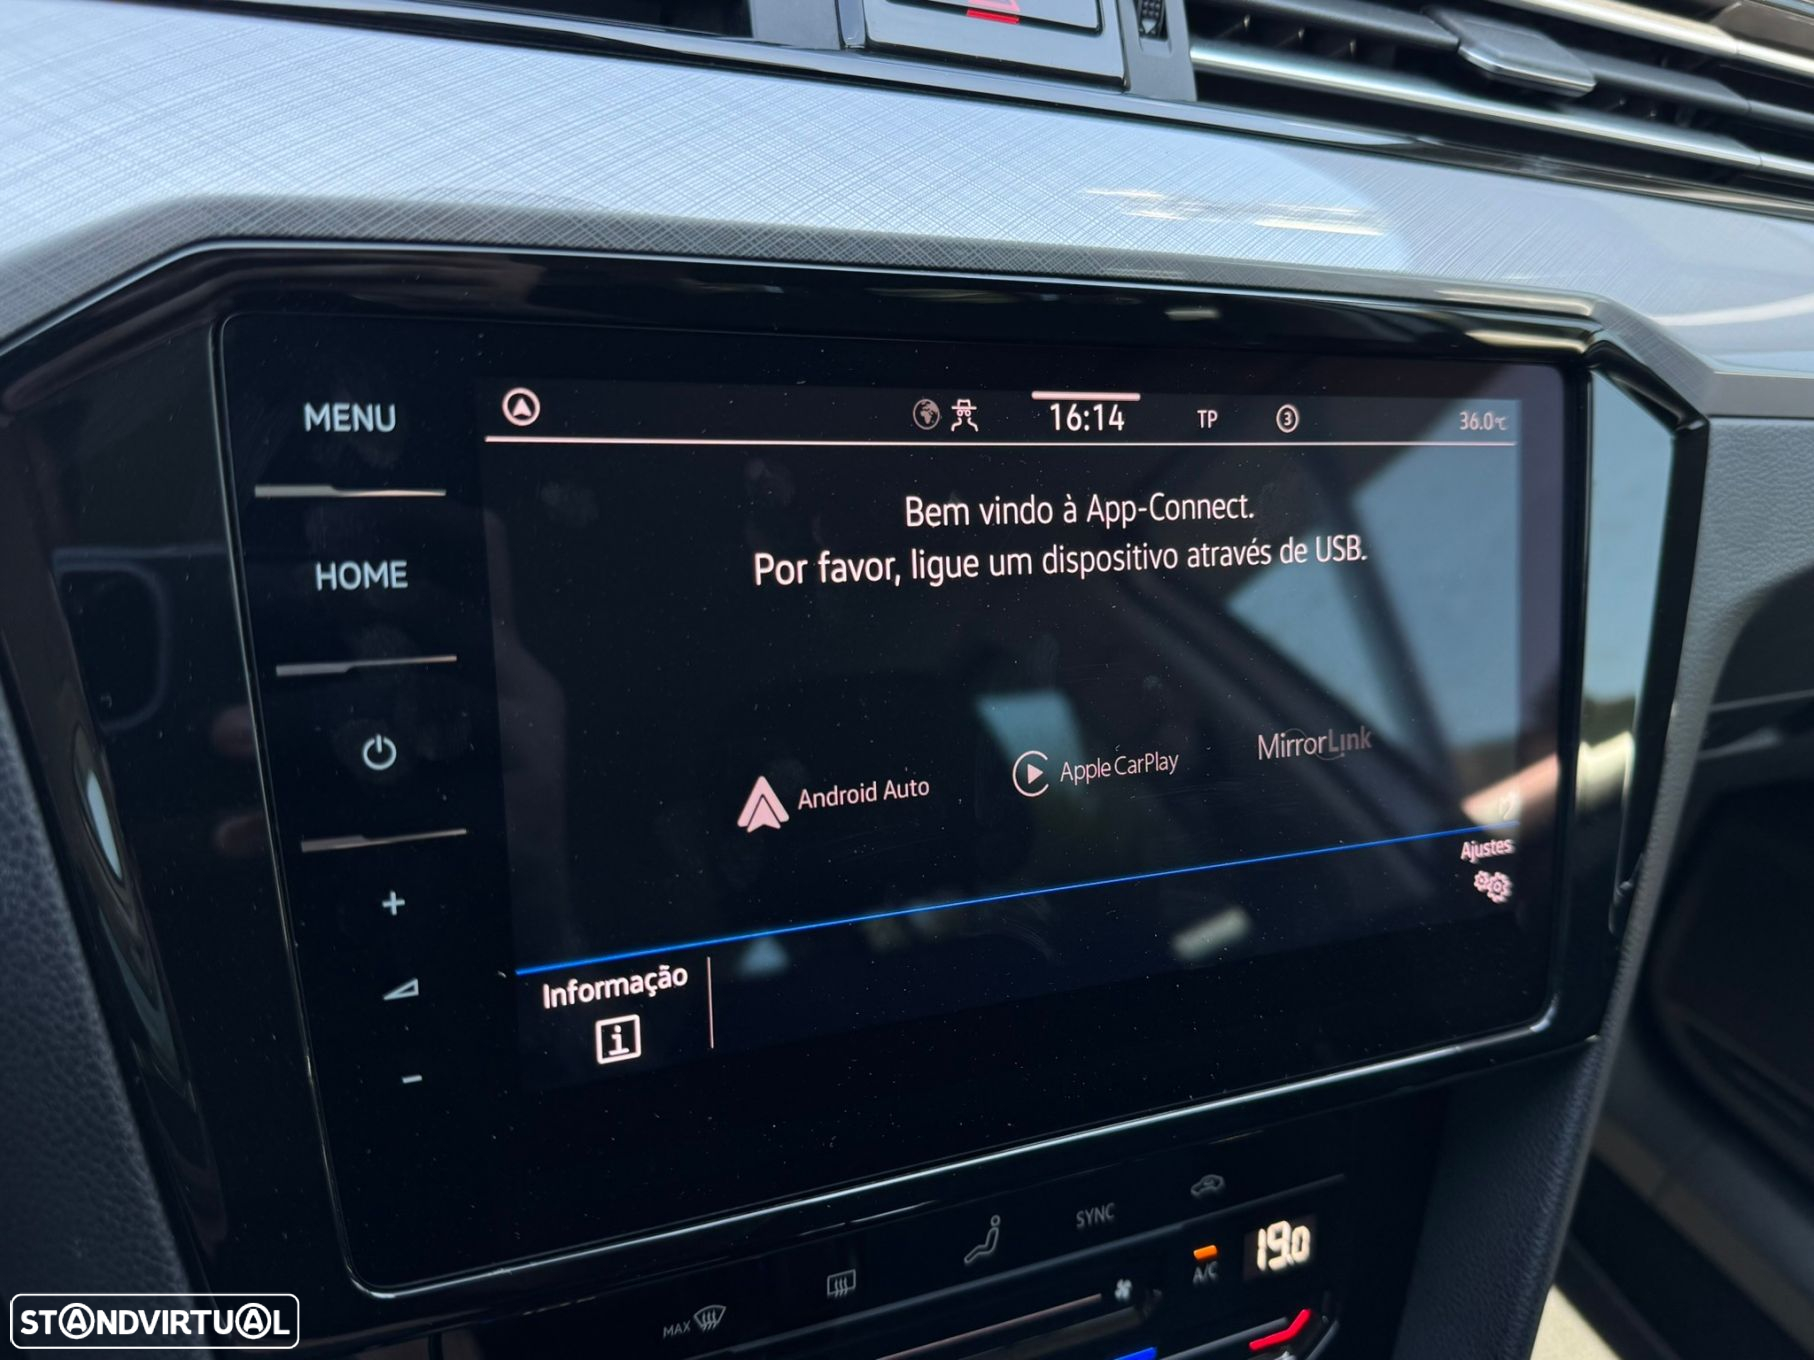 MENU
16:14
TP
3
36.0°C
HOME
Bem vindo à App-Connect.
Por favor, ligue um dispositivo através de USB.
Android Auto
Apple CarPlay
MirrorLink
Ajustes
+
-
Informação
i
SYNC
19.0
A/C
MAX
STANDVIRTUAL